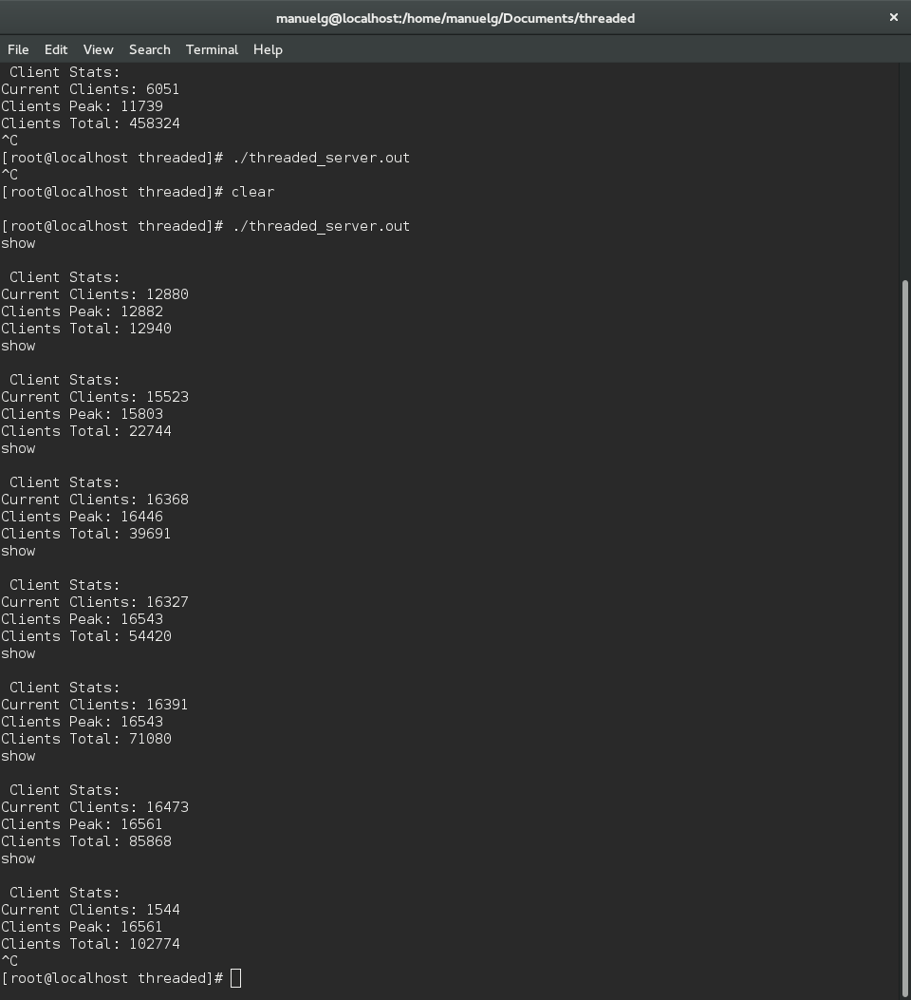 manuelg@localhost:/home/manuelg/Documents/threaded ×
File Edit View Search Terminal Help
Client Stats:
Current Clients: 6051
Clients Peak: 11739
Clients Total: 458324
^C
[root@localhost threaded]# ./threaded_server.out
^C
[root@localhost threaded]# clear
[root@localhost threaded]# ./threaded_server.out
show
Client Stats:
Current Clients: 12880
Clients Peak: 12882
Clients Total: 12940
show
Client Stats:
Current Clients: 15523
Clients Peak: 15803
Clients Total: 22744
show
Client Stats:
Current Clients: 16368
Clients Peak: 16446
Clients Total: 39691
show
Client Stats:
Current Clients: 16327
Clients Peak: 16543
Clients Total: 54420
show
Client Stats:
Current Clients: 16391
Clients Peak: 16543
Clients Total: 71080
show
Client Stats:
Current Clients: 16473
Clients Peak: 16561
Clients Total: 85868
show
Client Stats:
Current Clients: 1544
Clients Peak: 16561
Clients Total: 102774
^C
[root@localhost threaded]#